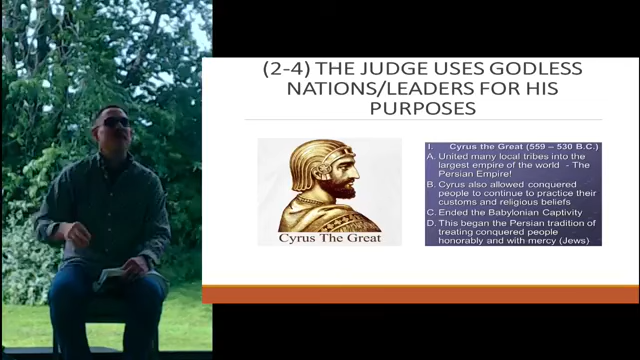 (2-4) THE JUDGE USES GODLESS
NATIONS/LEADERS FOR HIS
PURPOSES
Cyrus The Great
I. Cyrus the Great (559 – 530 B.C.)
A. United many local tribes into the
largest empire of the world - The
Persian Empire!
B. Cyrus also allowed conquered
people to continue to practice their
customs and religious beliefs
C. Ended the Babylonian Captivity
D. This began the Persian tradition of
treating conquered people
honorably and with mercy (Jews)